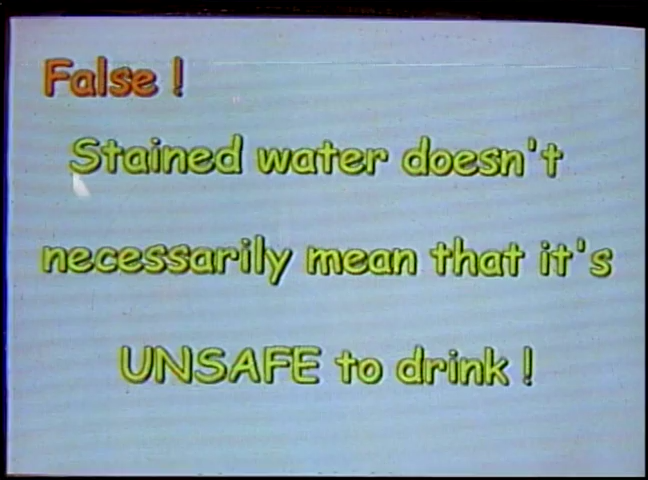 False !
Stained water doesn't
necessarily mean that it's
UNSAFE to drink !